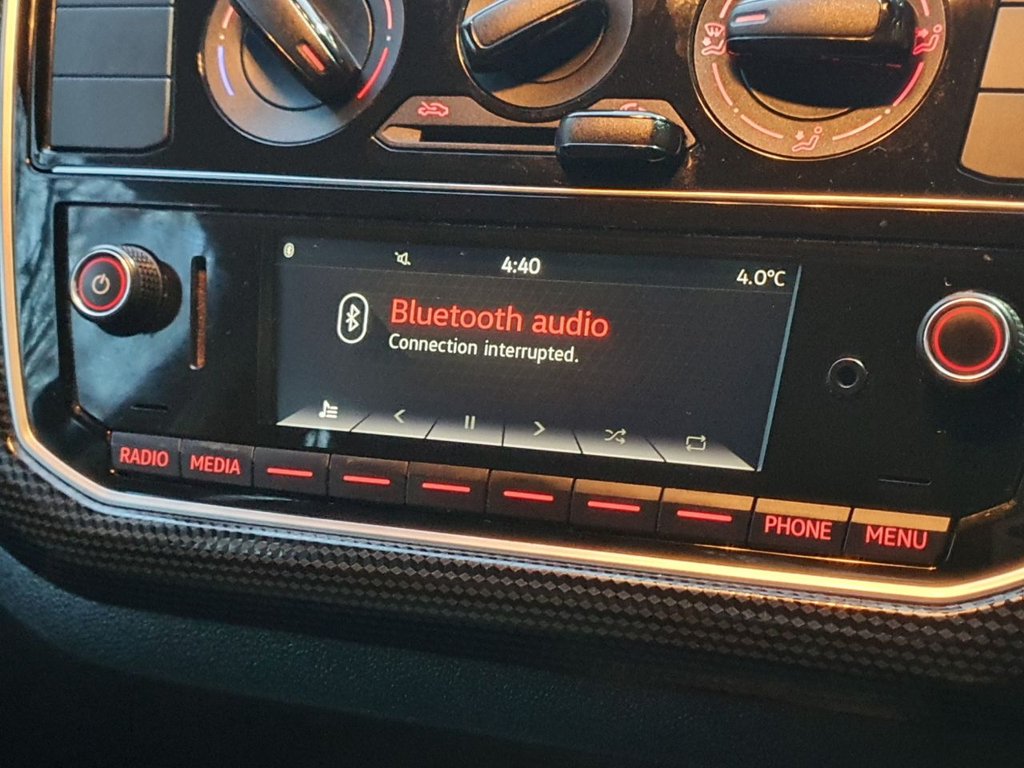 4:40
4.0°C
Bluetooth audio
Connection interrupted.
RADIO
MEDIA
PHONE
MENU